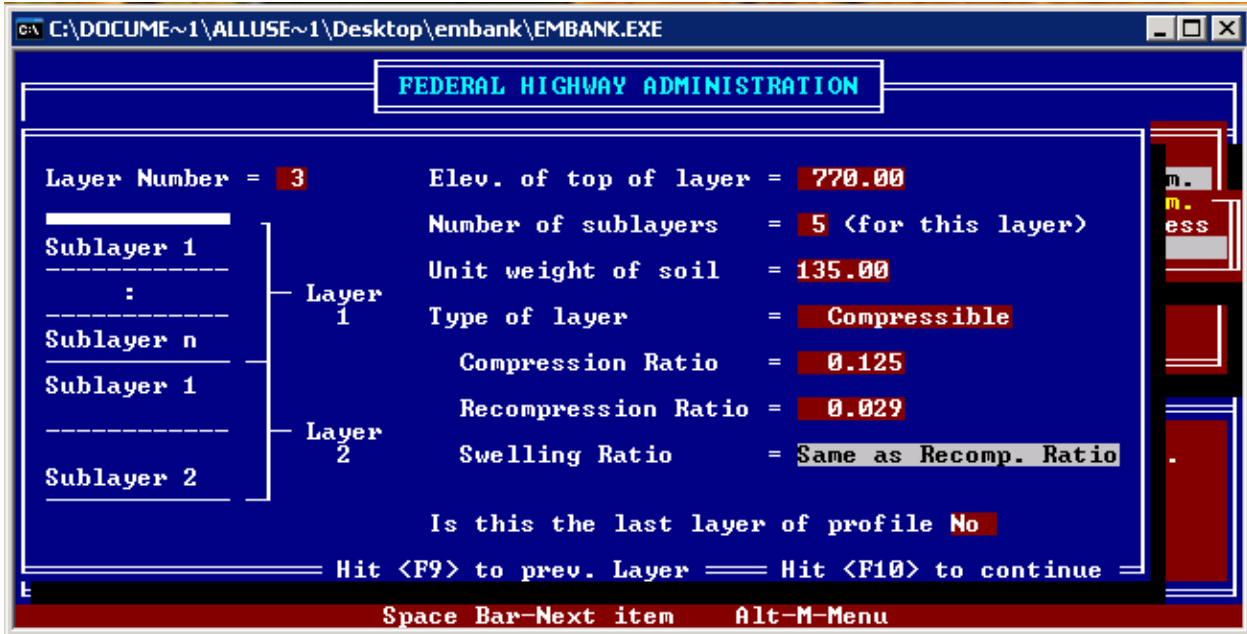 C:\DOCUME~1\ALLUSE~1\Desktop\embank\EMBANK.EXE
FEDERAL HIGHWAY ADMINISTRATION
Layer Number = 3
Elev. of top of layer = 770.00
Number of sublayers = 5 (for this layer)
Sublayer 1
Unit weight of soil = 135.00
:
Layer
1
Type of layer = Compressible
Sublayer n
Compression Ratio = 0.125
Sublayer 1
Recompression Ratio = 0.029
Layer
2
Swelling Ratio = Same as Recomp. Ratio
Sublayer 2
Is this the last layer of profile No
Hit <F9> to prev. Layer
Hit <F10> to continue
m.
m.
ess
.
Space Bar-Next item Alt-M-Menu